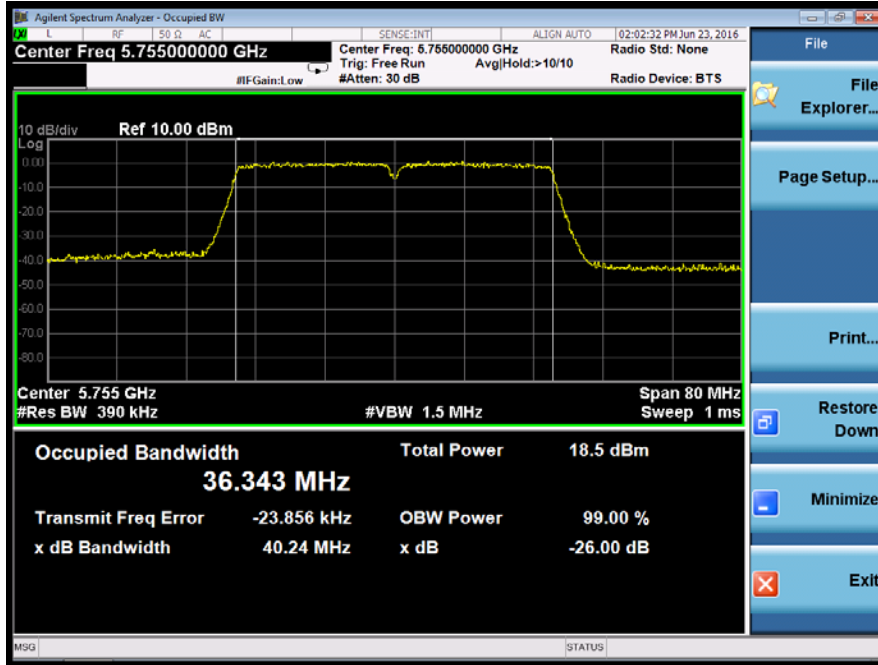 Agilent Spectrum Analyzer - Occupied BW
LXI L RF 50 Ω AC SENSE:INT ALIGN AUTO 02:02:32 PM Jun 23, 2016
Center Freq 5.755000000 GHz Center Freq: 5.755000000 GHz Radio Std: None
Trig: Free Run Avg|Hold:>10/10
#IFGain:Low #Atten: 30 dB Radio Device: BTS
10 dB/div Ref 10.00 dBm
Log
0.00
-10.0
-20.0
-30.0
-40.0
-50.0
-60.0
-70.0
-80.0
Center 5.755 GHz Span 80 MHz
#Res BW 390 kHz #VBW 1.5 MHz Sweep 1 ms
Occupied Bandwidth Total Power 18.5 dBm
36.343 MHz
Transmit Freq Error -23.856 kHz OBW Power 99.00 %
x dB Bandwidth 40.24 MHz x dB -26.00 dB
MSG STATUS
File
File
Explorer...
Page Setup...
Print...
Restore
Down
Minimize
Exit